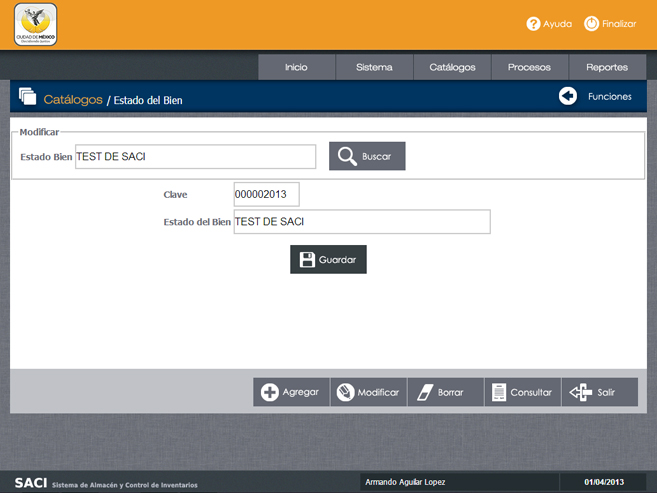 CIUDAD DE MÉXICO
Ayuda
Finalizar
Inicio
Sistema
Catálogos
Procesos
Reportes
Catálogos / Estado del Bien
Funciones
Modificar
Estado Bien TEST DE SACI
Buscar
Clave 000002013
Estado del Bien TEST DE SACI
Guardar
Agregar
Modificar
Borrar
Consultar
Salir
SACI Sistema de Almacén y Control de Inventarios
Armando Aguilar Lopez
01/04/2013